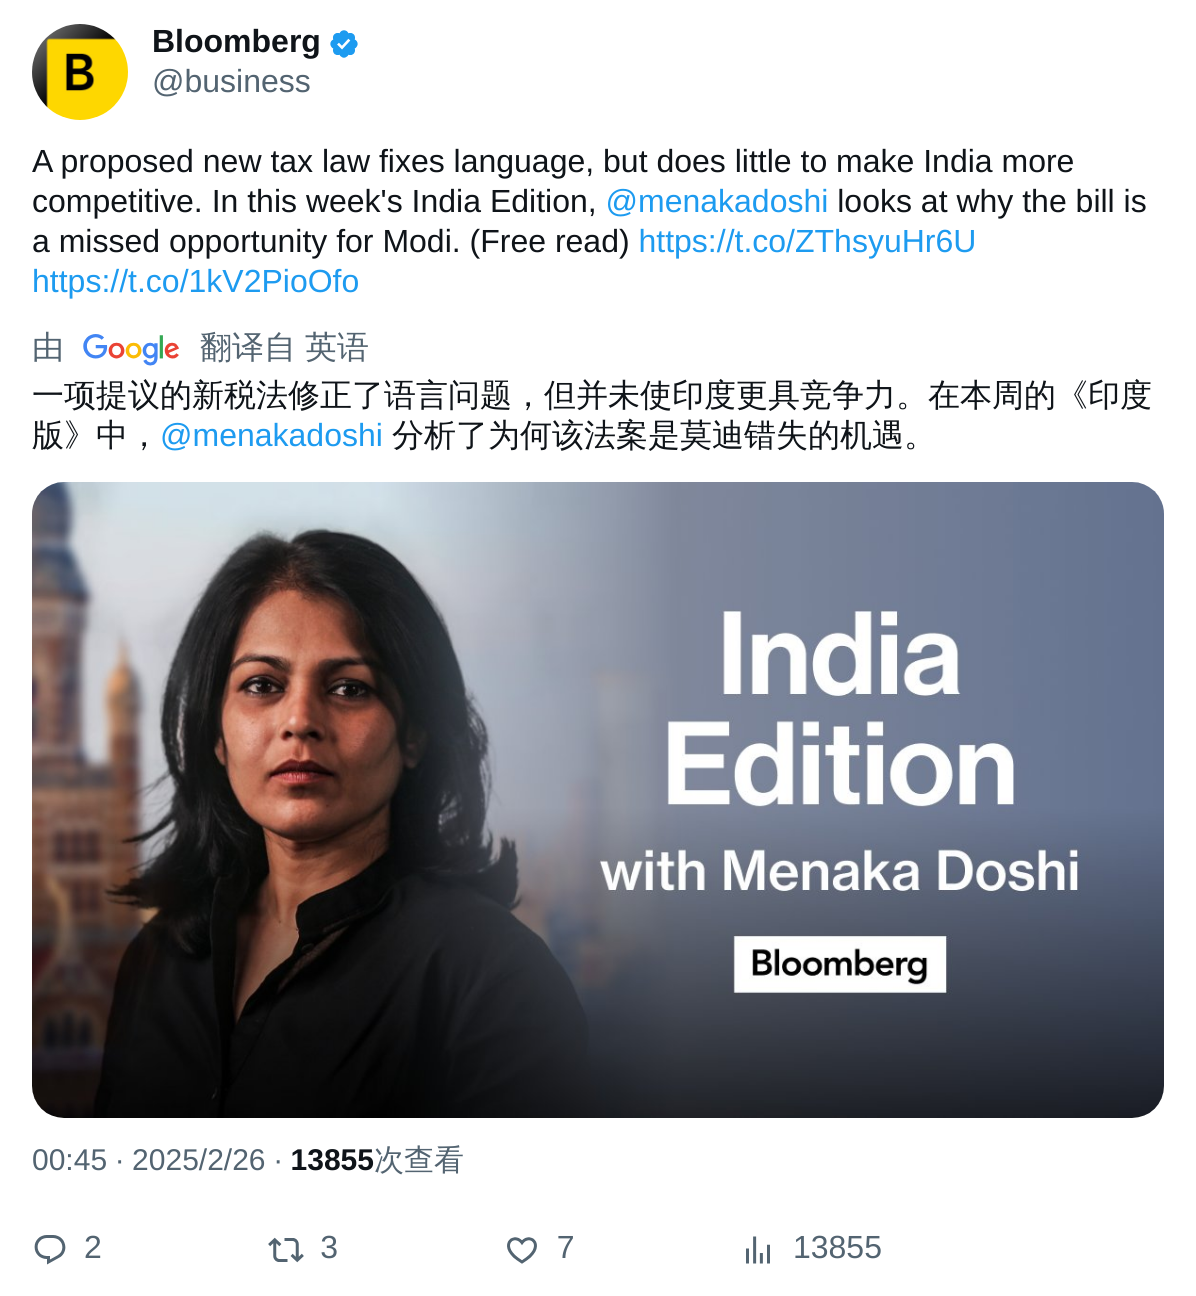 B
Bloomberg
@business
A proposed new tax law fixes language, but does little to make India more
competitive. In this week's India Edition, @menakadoshi looks at why the bill is
a missed opportunity for Modi. (Free read) https://t.co/ZThsyuHr6U
https://t.co/1kV2PioOfo
由 Google 翻译自 英语
一项提议的新税法修正了语言问题，但并未使印度更具竞争力。在本周的《印度
版》中，@menakadoshi 分析了为何该法案是莫迪错失的机遇。
India
Edition
with Menaka Doshi
Bloomberg
00:45 · 2025/2/26 · 13855次查看
2 3 7 13855